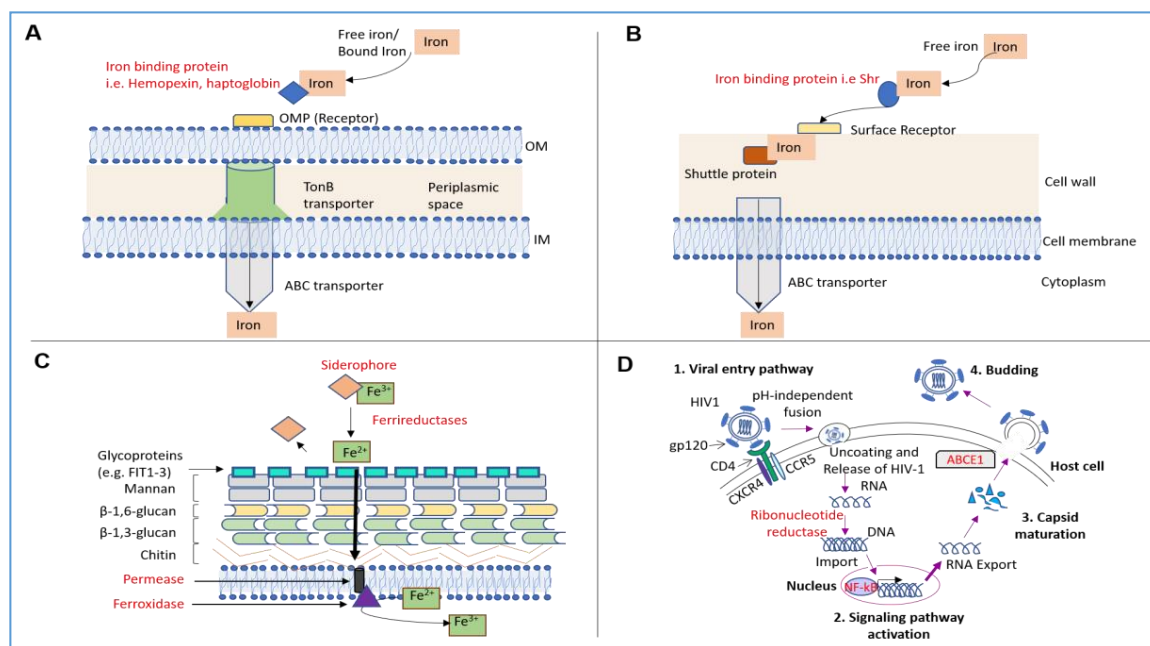 A
Free iron/
Bound Iron
Iron
Iron binding protein
i.e. Hemopexin, haptoglobin
Iron
OMP (Receptor)
OM
TonB
transporter
Periplasmic
space
IM
ABC transporter
Iron
B
Free iron
Iron
Iron binding protein i.e Shr
Iron
Surface Receptor
Iron
Shuttle protein
Cell wall
Cell membrane
ABC transporter
Cytoplasm
Iron
C
Siderophore
Fe3+
Ferrireductases
Fe2+
Glycoproteins
(e.g. FIT1-3)
Mannan
β-1,6-glucan
β-1,3-glucan
Chitin
Permease
Ferroxidase
Fe2+
Fe3+
D
1. Viral entry pathway
4. Budding
HIV1
pH-independent
fusion
gp120
CD4
CXCR4
CCR5
Uncoating and
Release of HIV-1
RNA
ABCE1
Host cell
Ribonucleotide
reductase
DNA
Import
3. Capsid
maturation
RNA Export
Nucleus
NF-kB
2. Signaling pathway
activation